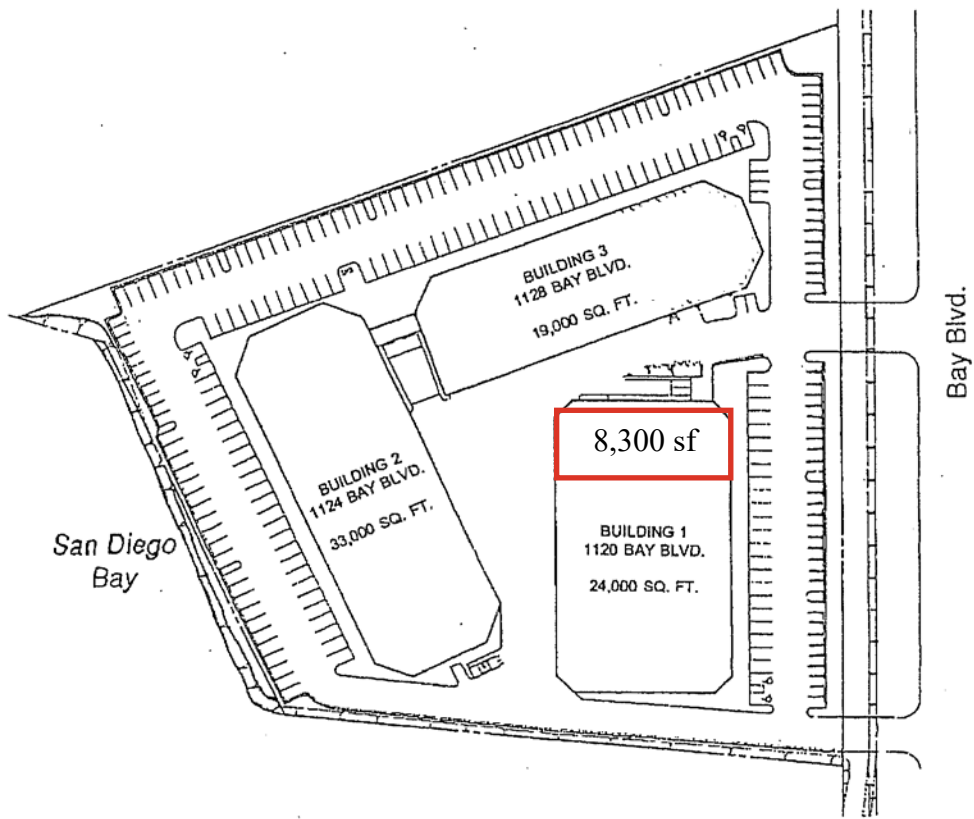 BUILDING 3
1128 BAY BLVD.
19,000 SQ. FT.
Bay Blvd.
8,300 sf
BUILDING 2
1124 BAY BLVD.
33,000 SQ. FT.
BUILDING 1
1120 BAY BLVD.
24,000 SQ. FT.
San Diego
Bay